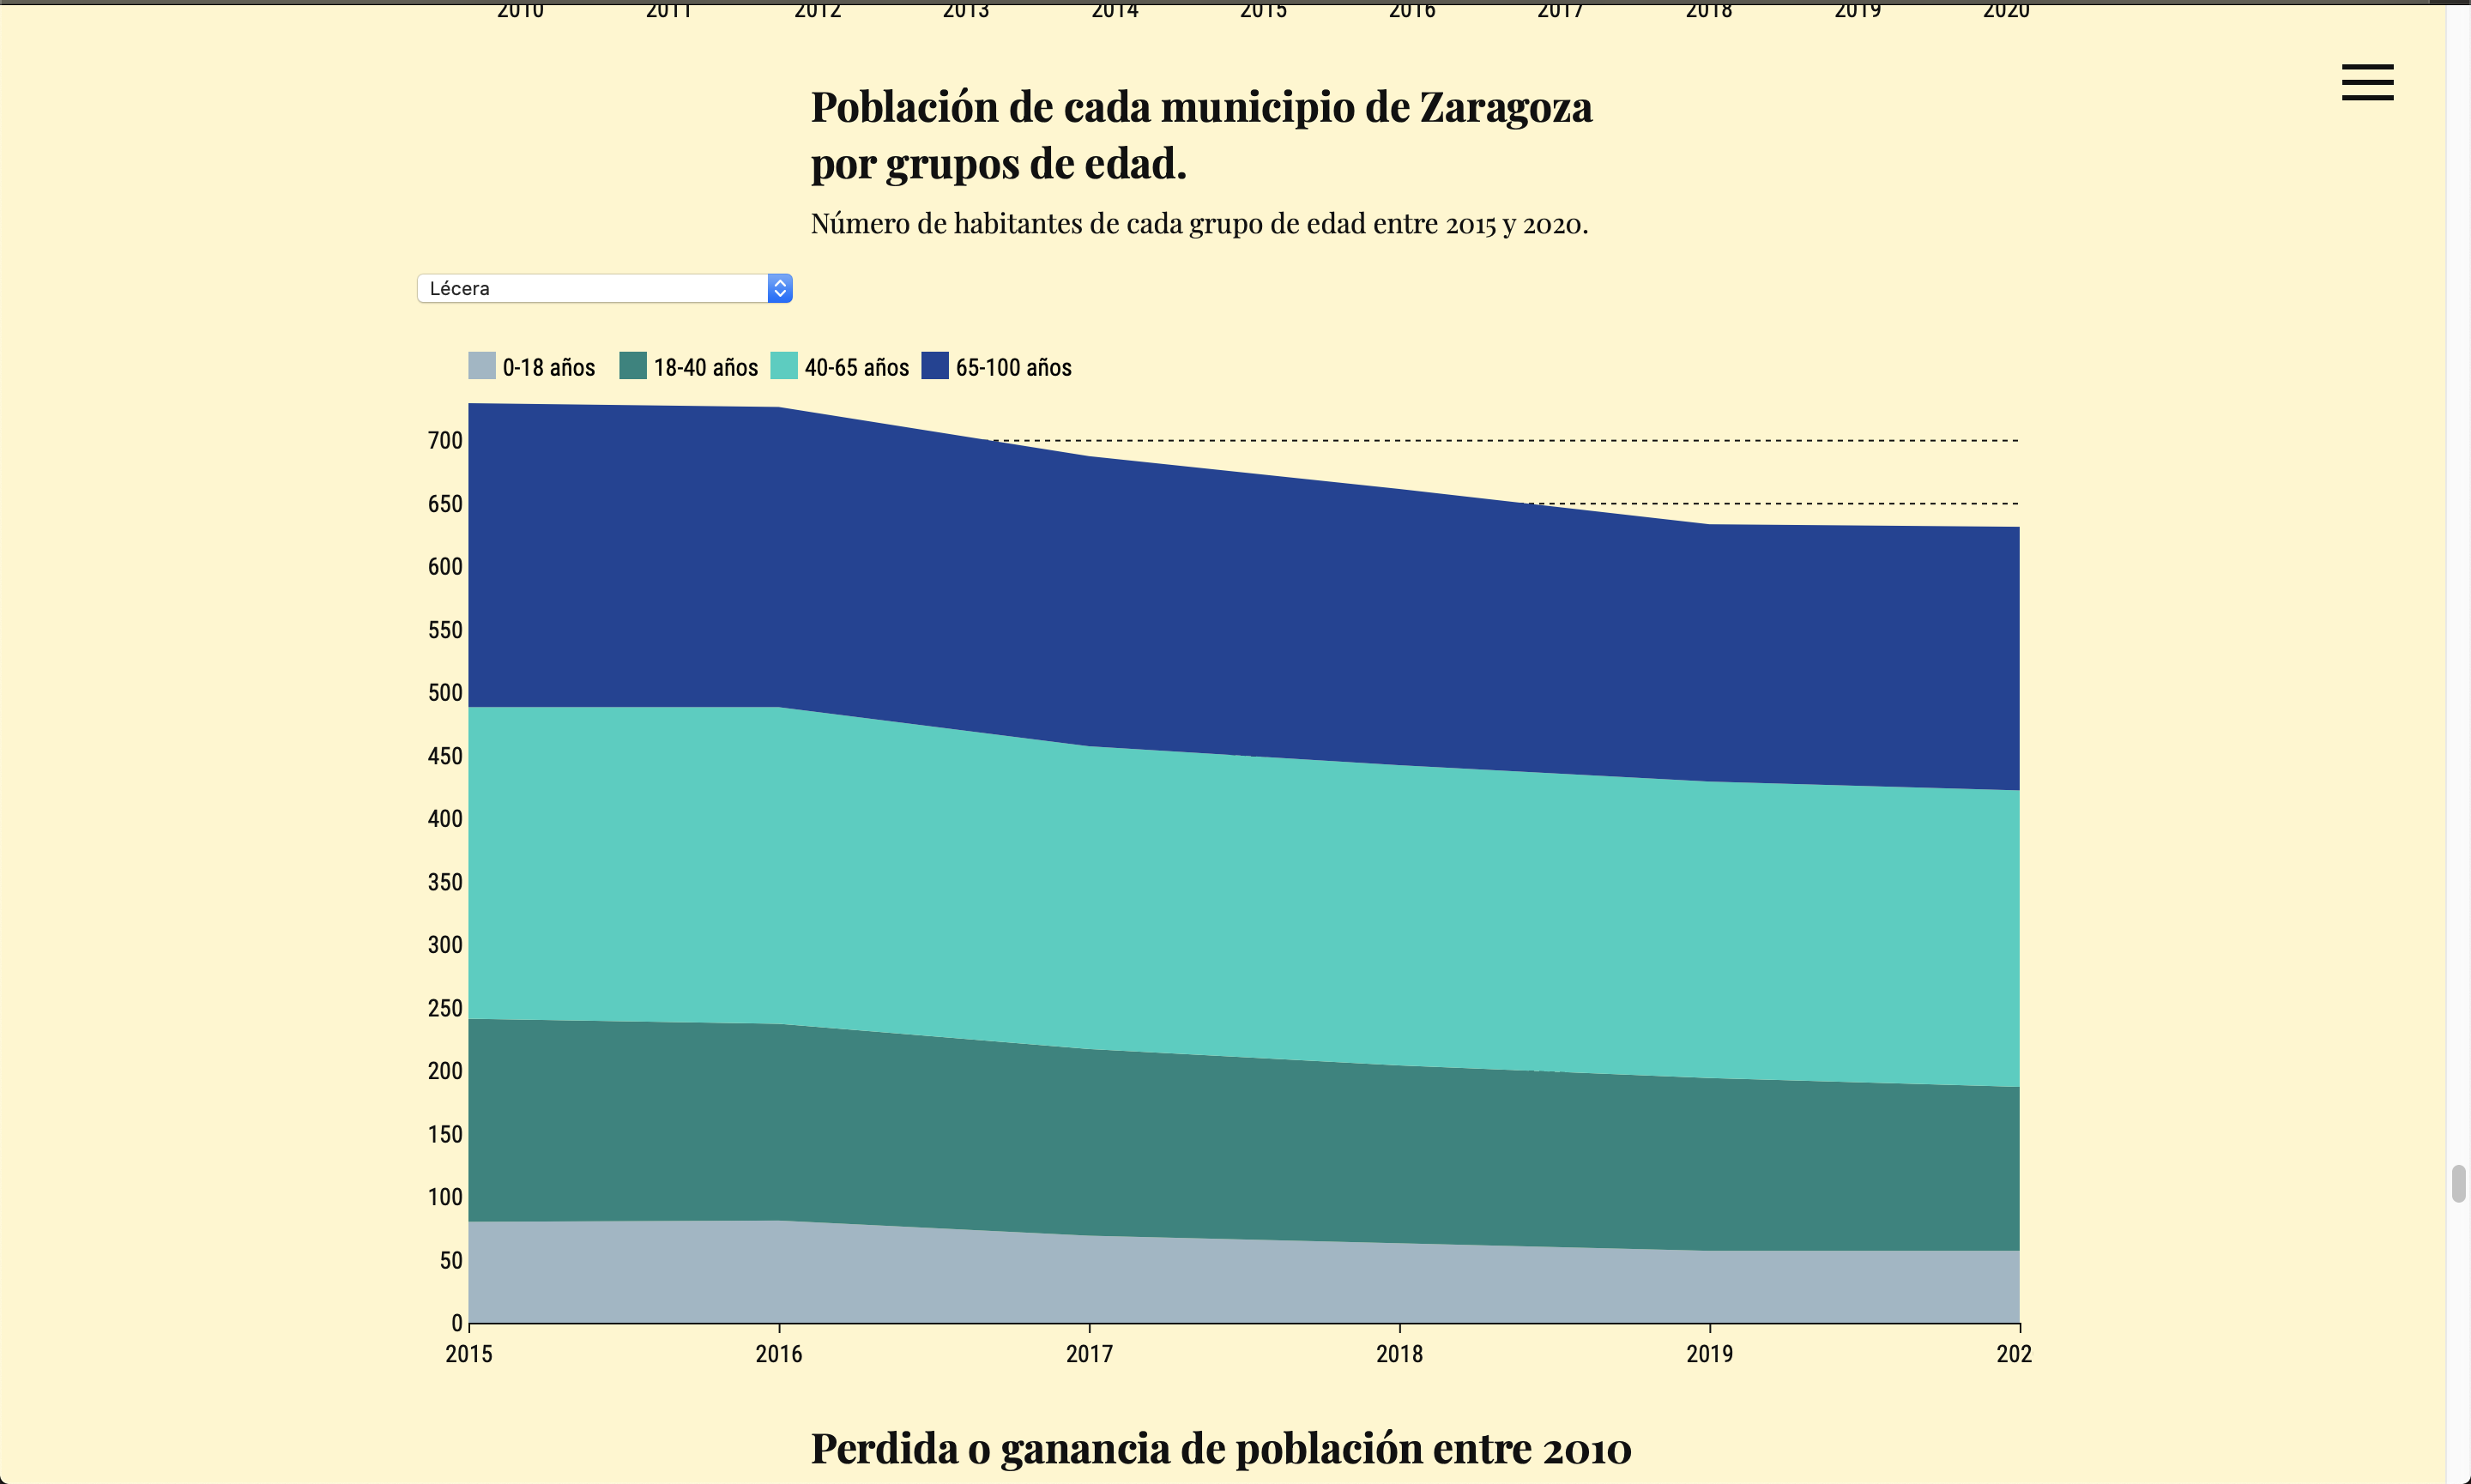 2010 2011 2012 2013 2014 2015 2016 2017 2018 2019 2020
Población de cada municipio de Zaragoza
por grupos de edad.
Número de habitantes de cada grupo de edad entre 2015 y 2020.
Lécera
0-18 años 18-40 años 40-65 años 65-100 años
700
650
600
550
500
450
400
350
300
250
200
150
100
50
0
2015 2016 2017 2018 2019 202
Perdida o ganancia de población entre 2010